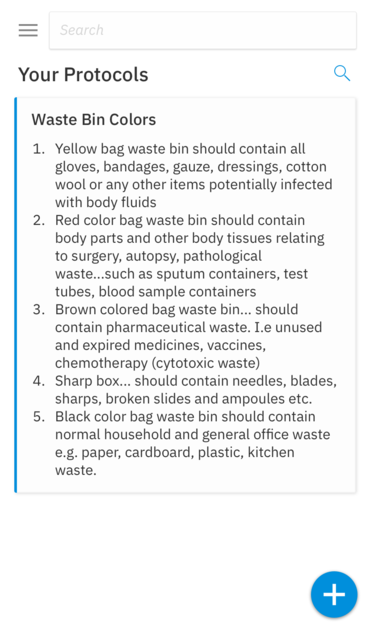 Search
Your Protocols
Waste Bin Colors
1. Yellow bag waste bin should contain all
gloves, bandages, gauze, dressings, cotton
wool or any other items potentially infected
with body fluids
2. Red color bag waste bin should contain
body parts and other body tissues relating
to surgery, autopsy, pathological
waste...such as sputum containers, test
tubes, blood sample containers
3. Brown colored bag waste bin... should
contain pharmaceutical waste. I.e unused
and expired medicines, vaccines,
chemotherapy (cytotoxic waste)
4. Sharp box... should contain needles, blades,
sharps, broken slides and ampoules etc.
5. Black color bag waste bin should contain
normal household and general office waste
e.g. paper, cardboard, plastic, kitchen
waste.